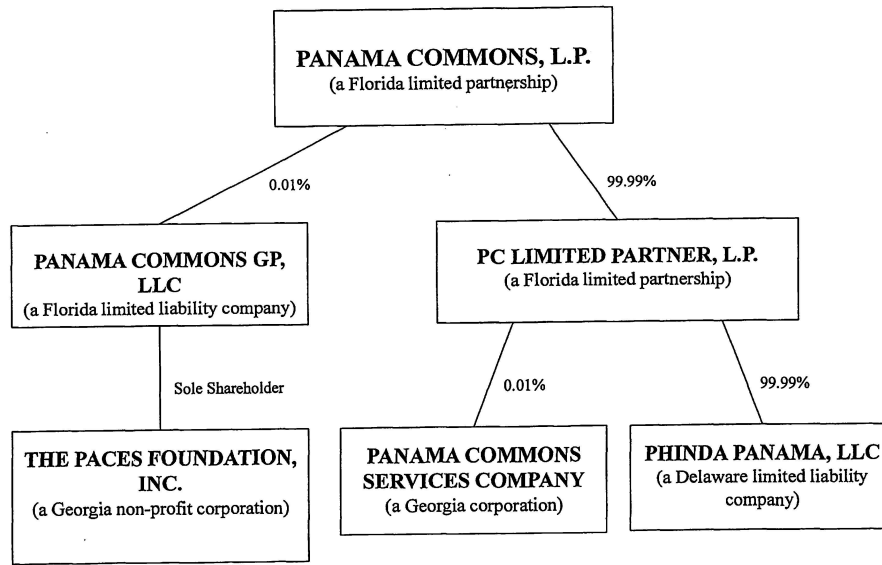 PANAMA COMMONS, L.P.
(a Florida limited partnership)
0.01%
99.99%
PANAMA COMMONS GP,
LLC
(a Florida limited liability company)
PC LIMITED PARTNER, L.P.
(a Florida limited partnership)
Sole Shareholder
0.01%
99.99%
THE PACES FOUNDATION,
INC.
(a Georgia non-profit corporation)
PANAMA COMMONS
SERVICES COMPANY
(a Georgia corporation)
PHINDA PANAMA, LLC
(a Delaware limited liability
company)